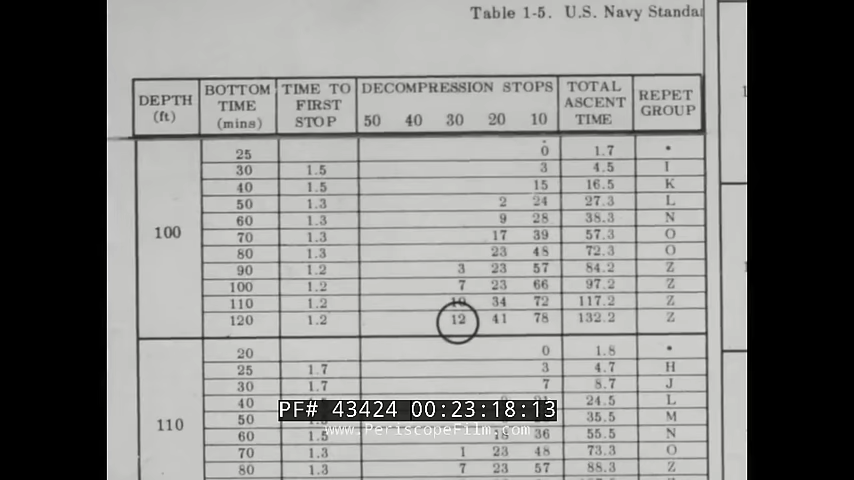 Table 1-5. U.S. Navy
DEPTH (ft) BOTTOM TIME (mins) TIME TO FIRST STOP DECOMPRESSION STOPS 50 40 30 20 10 TOTAL ASCENT TIME REPET GROUP
100
25 0 1.7 *
30 1.5 3 4.5 I
40 1.5 15 16.5 K
50 1.3 2 24 27.3 L
60 1.3 9 28 38.3 N
70 1.3 17 39 57.3 O
80 1.3 23 48 72.3 O
90 1.2 3 23 57 84.2 Z
100 1.2 7 23 66 97.2 Z
110 1.2 10 34 72 117.2 Z
120 1.2 12 41 78 132.2 Z
110
20 0 1.8 *
25 1.7 3 4.7 H
30 1.7 7 8.7 J
40 24.5 L
50 35.5 M
60 1.5 36 55.5 N
70 1.3 1 23 48 73.3 O
80 1.3 7 23 57 88.3 Z
PF# 43424 00:23:18:13
www.PeriscopeFilm.com